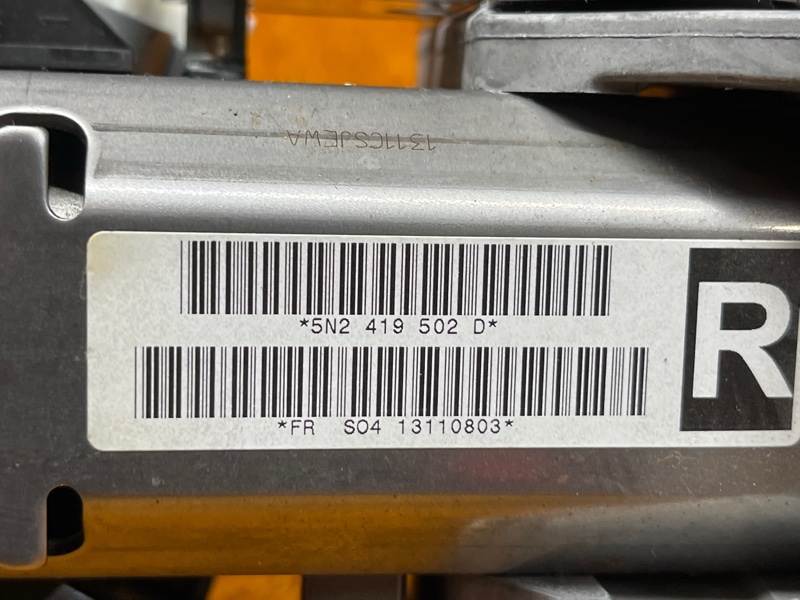 1311CSJEWA
*5N2 419 502 D*
R
*FR  S04 13110803*